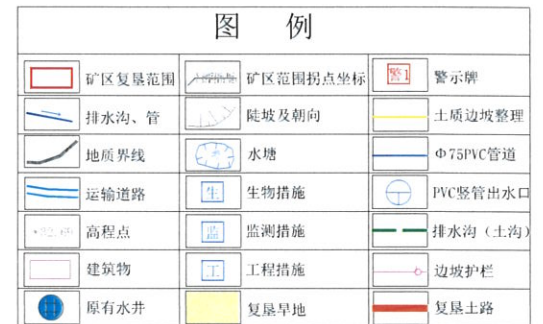 图 例
矿区复垦范围 矿区范围拐点坐标 警1 警示牌
排水沟、管 陡坡及朝向 土质边坡整理
地质界线 水塘 Φ75PVC管道
运输道路 生 生物措施 PVC竖管出水口
高程点 监 监测措施 排水沟（土沟）
建筑物 工 工程措施 边坡护栏
原有水井 复垦旱地 复垦土路